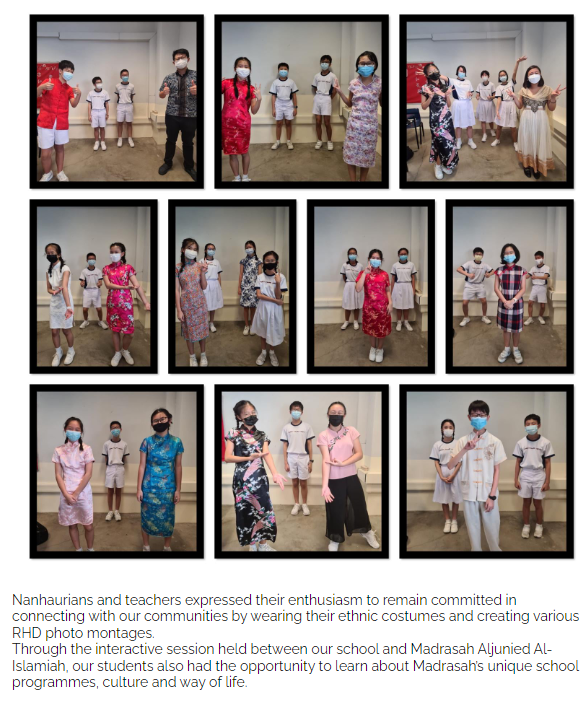 Nanhaurians and teachers expressed their enthusiasm to remain committed in
connecting with our communities by wearing their ethnic costumes and creating various
RHD photo montages.
Through the interactive session held between our school and Madrasah Aljunied Al-
Islamiah, our students also had the opportunity to learn about Madrasah's unique school
programmes, culture and way of life.